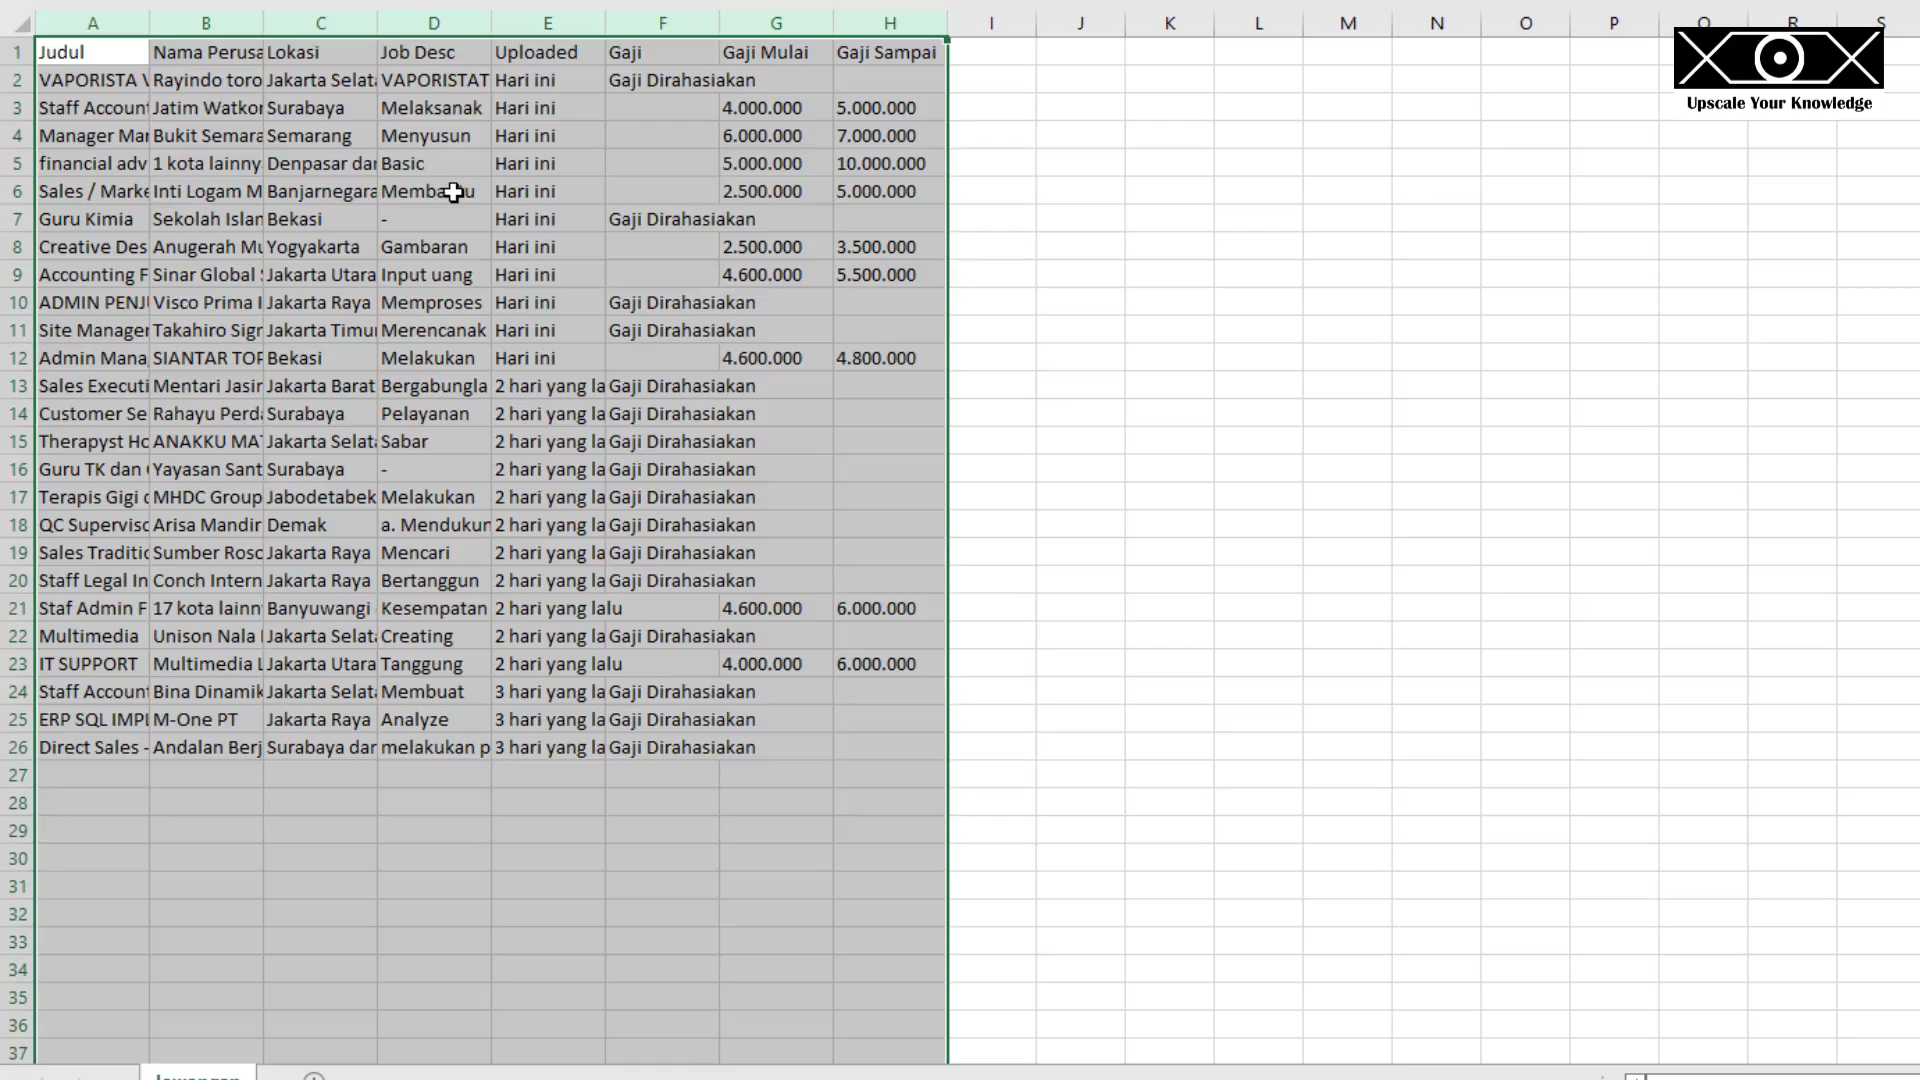 A B C D E F G H I J K L M N O P Q R S
1 Judul Nama Perusa Lokasi Job Desc Uploaded Gaji Gaji Mulai Gaji Sampai
2 VAPORISTA V Rayindo toro Jakarta Selat VAPORISTAT Hari ini Gaji Dirahasiakan
3 Staff Account Jatim Watkor Surabaya Melaksanak Hari ini 4.000.000 5.000.000
4 Manager Mar Bukit Semara Semarang Menyusun Hari ini 6.000.000 7.000.000
5 financial adv 1 kota lainny Denpasar dar Basic Hari ini 5.000.000 10.000.000
6 Sales / Marke Inti Logam M Banjarnegara Hari ini 2.500.000 5.000.000
7 Guru Kimia Sekolah Islan Bekasi - Hari ini Gaji Dirahasiakan
8 Creative Des Anugerah Mu Yogyakarta Gambaran Hari ini 2.500.000 3.500.000
9 Accounting F Sinar Global Jakarta Utara Input uang Hari ini 4.600.000 5.500.000
10 ADMIN PENJU Visco Prima I Jakarta Raya Memproses Hari ini Gaji Dirahasiakan
11 Site Manager Takahiro Sigr Jakarta Timur Merencanak Hari ini Gaji Dirahasiakan
12 Admin Mana SIANTAR TOP Bekasi Melakukan Hari ini 4.600.000 4.800.000
13 Sales Executi Mentari Jasir Jakarta Barat Bergabungla 2 hari yang la Gaji Dirahasiakan
14 Customer Se Rahayu Perda Surabaya Pelayanan 2 hari yang la Gaji Dirahasiakan
15 Therapyst Ho ANAKKU MAT Jakarta Selat Sabar 2 hari yang la Gaji Dirahasiakan
16 Guru TK dan Yayasan Sant Surabaya - 2 hari yang la Gaji Dirahasiakan
17 Terapis Gigi d MHDC Group Jabodetabek Melakukan 2 hari yang la Gaji Dirahasiakan
18 QC Superviso Arisa Mandir Demak a. Mendukun 2 hari yang la Gaji Dirahasiakan
19 Sales Traditic Sumber Roso Jakarta Raya Mencari 2 hari yang la Gaji Dirahasiakan
20 Staff Legal In Conch Intern Jakarta Raya Bertanggun 2 hari yang la Gaji Dirahasiakan
21 Staf Admin F 17 kota lainn Banyuwangi Kesempatan 2 hari yang lalu 4.600.000 6.000.000
22 Multimedia Unison Nala Jakarta Selat Creating 2 hari yang la Gaji Dirahasiakan
23 IT SUPPORT Multimedia L Jakarta Utara Tanggung 2 hari yang lalu 4.000.000 6.000.000
24 Staff Account Bina Dinamik Jakarta Selat Membuat 3 hari yang la Gaji Dirahasiakan
25 ERP SQL IMPL M-One PT Jakarta Raya Analyze 3 hari yang la Gaji Dirahasiakan
26 Direct Sales - Andalan Berj Surabaya dar melakukan p 3 hari yang la Gaji Dirahasiakan
27
28
29
30
31
32
33
34
35
36
37
Upscale Your Knowledge